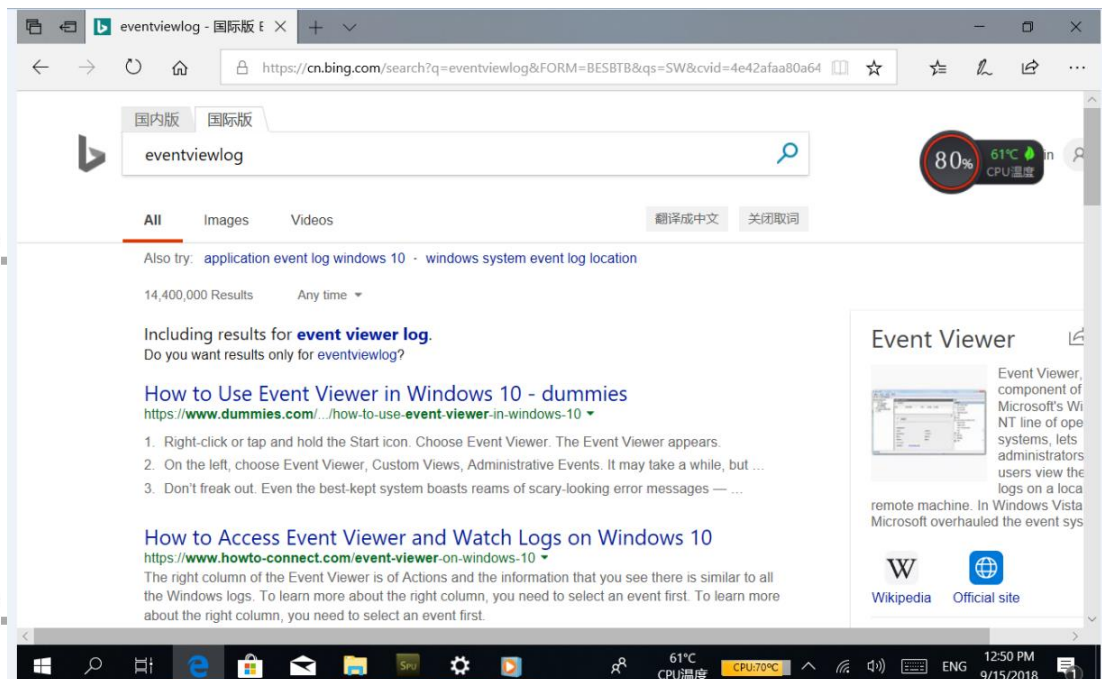 eventviewlog - 国际版 E
https://cn.bing.com/search?q=eventviewlog&FORM=BESBTB&qs=SW&cvid=4e42afaa80a64
国内版 国际版
eventviewlog
80% 61°C in
CPU温度
All Images Videos 翻译成中文 关闭取词
Also try: application event log windows 10 · windows system event log location
14,400,000 Results Any time
Including results for event viewer log.
Do you want results only for eventviewlog?
How to Use Event Viewer in Windows 10 - dummies
https://www.dummies.com/.../how-to-use-event-viewer-in-windows-10
1. Right-click or tap and hold the Start icon. Choose Event Viewer. The Event Viewer appears.
2. On the left, choose Event Viewer, Custom Views, Administrative Events. It may take a while, but ...
3. Don't freak out. Even the best-kept system boasts reams of scary-looking error messages — ...
How to Access Event Viewer and Watch Logs on Windows 10
https://www.howto-connect.com/event-viewer-on-windows-10
The right column of the Event Viewer is of Actions and the information that you see there is similar to all
the Windows logs. To learn more about the right column, you need to select an event first. To learn more
about the right column, you need to select an event first.
Event Viewer
Event Viewer,
component of
Microsoft's Wi
NT line of ope
systems, lets
administrators
users view the
logs on a loca
remote machine. In Windows Vista
Microsoft overhauled the event sys
W
Wikipedia Official site
SPU
61°C
CPU温度
CPU:70°C
ENG
12:50 PM
9/15/2018
1